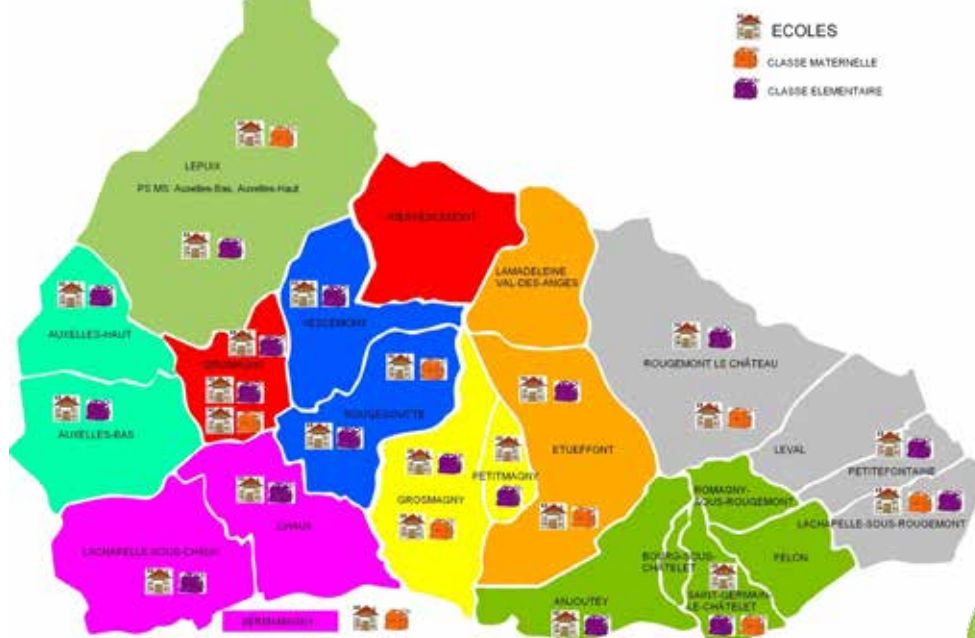 ECOLES
CLASSE MATERNELLE
CLASSE ELEMENTAIRE
LEPUIX
PS MS: Auxelles-Bas, Auxelles-Haut
LAMADELEINE
VAL-DES-ANGES
AUXELLES-HAUT
VESCEMONT
ROUGEMONT LE CHÂTEAU
ROUGEGOUTTE
AUXELLES-BAS
ETUEFFONT
LEVAL
PETITMAGNY
PETITEFONTAINE
GROSMAGNY
ROMAGNY-
SOUS-ROUGEMONT
LACHAPELLE-SOUS-ROUGEMONT
CHAUX
LACHAPELLE-SOUS-CHAUX
BOURG-SOUS-
CHÂTELET
FELON
ANJOUTEY
SAINT-GERMAIN-
LE-CHÂTELET
SERMAMAGNY